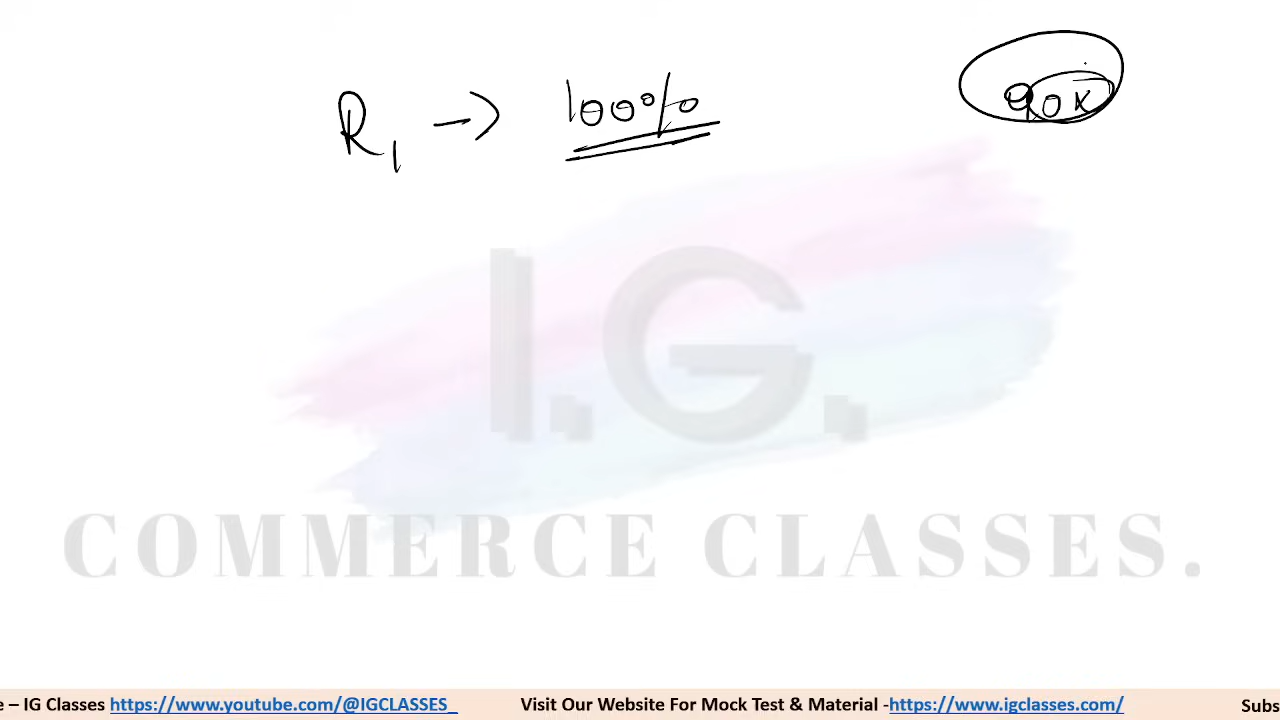 R₁ → 100%
90%
I.G.
COMMERCE CLASSES.
e – IG Classes https://www.youtube.com/@IGCLASSES_ Visit Our Website For Mock Test & Material -https://www.igclasses.com/ Subs